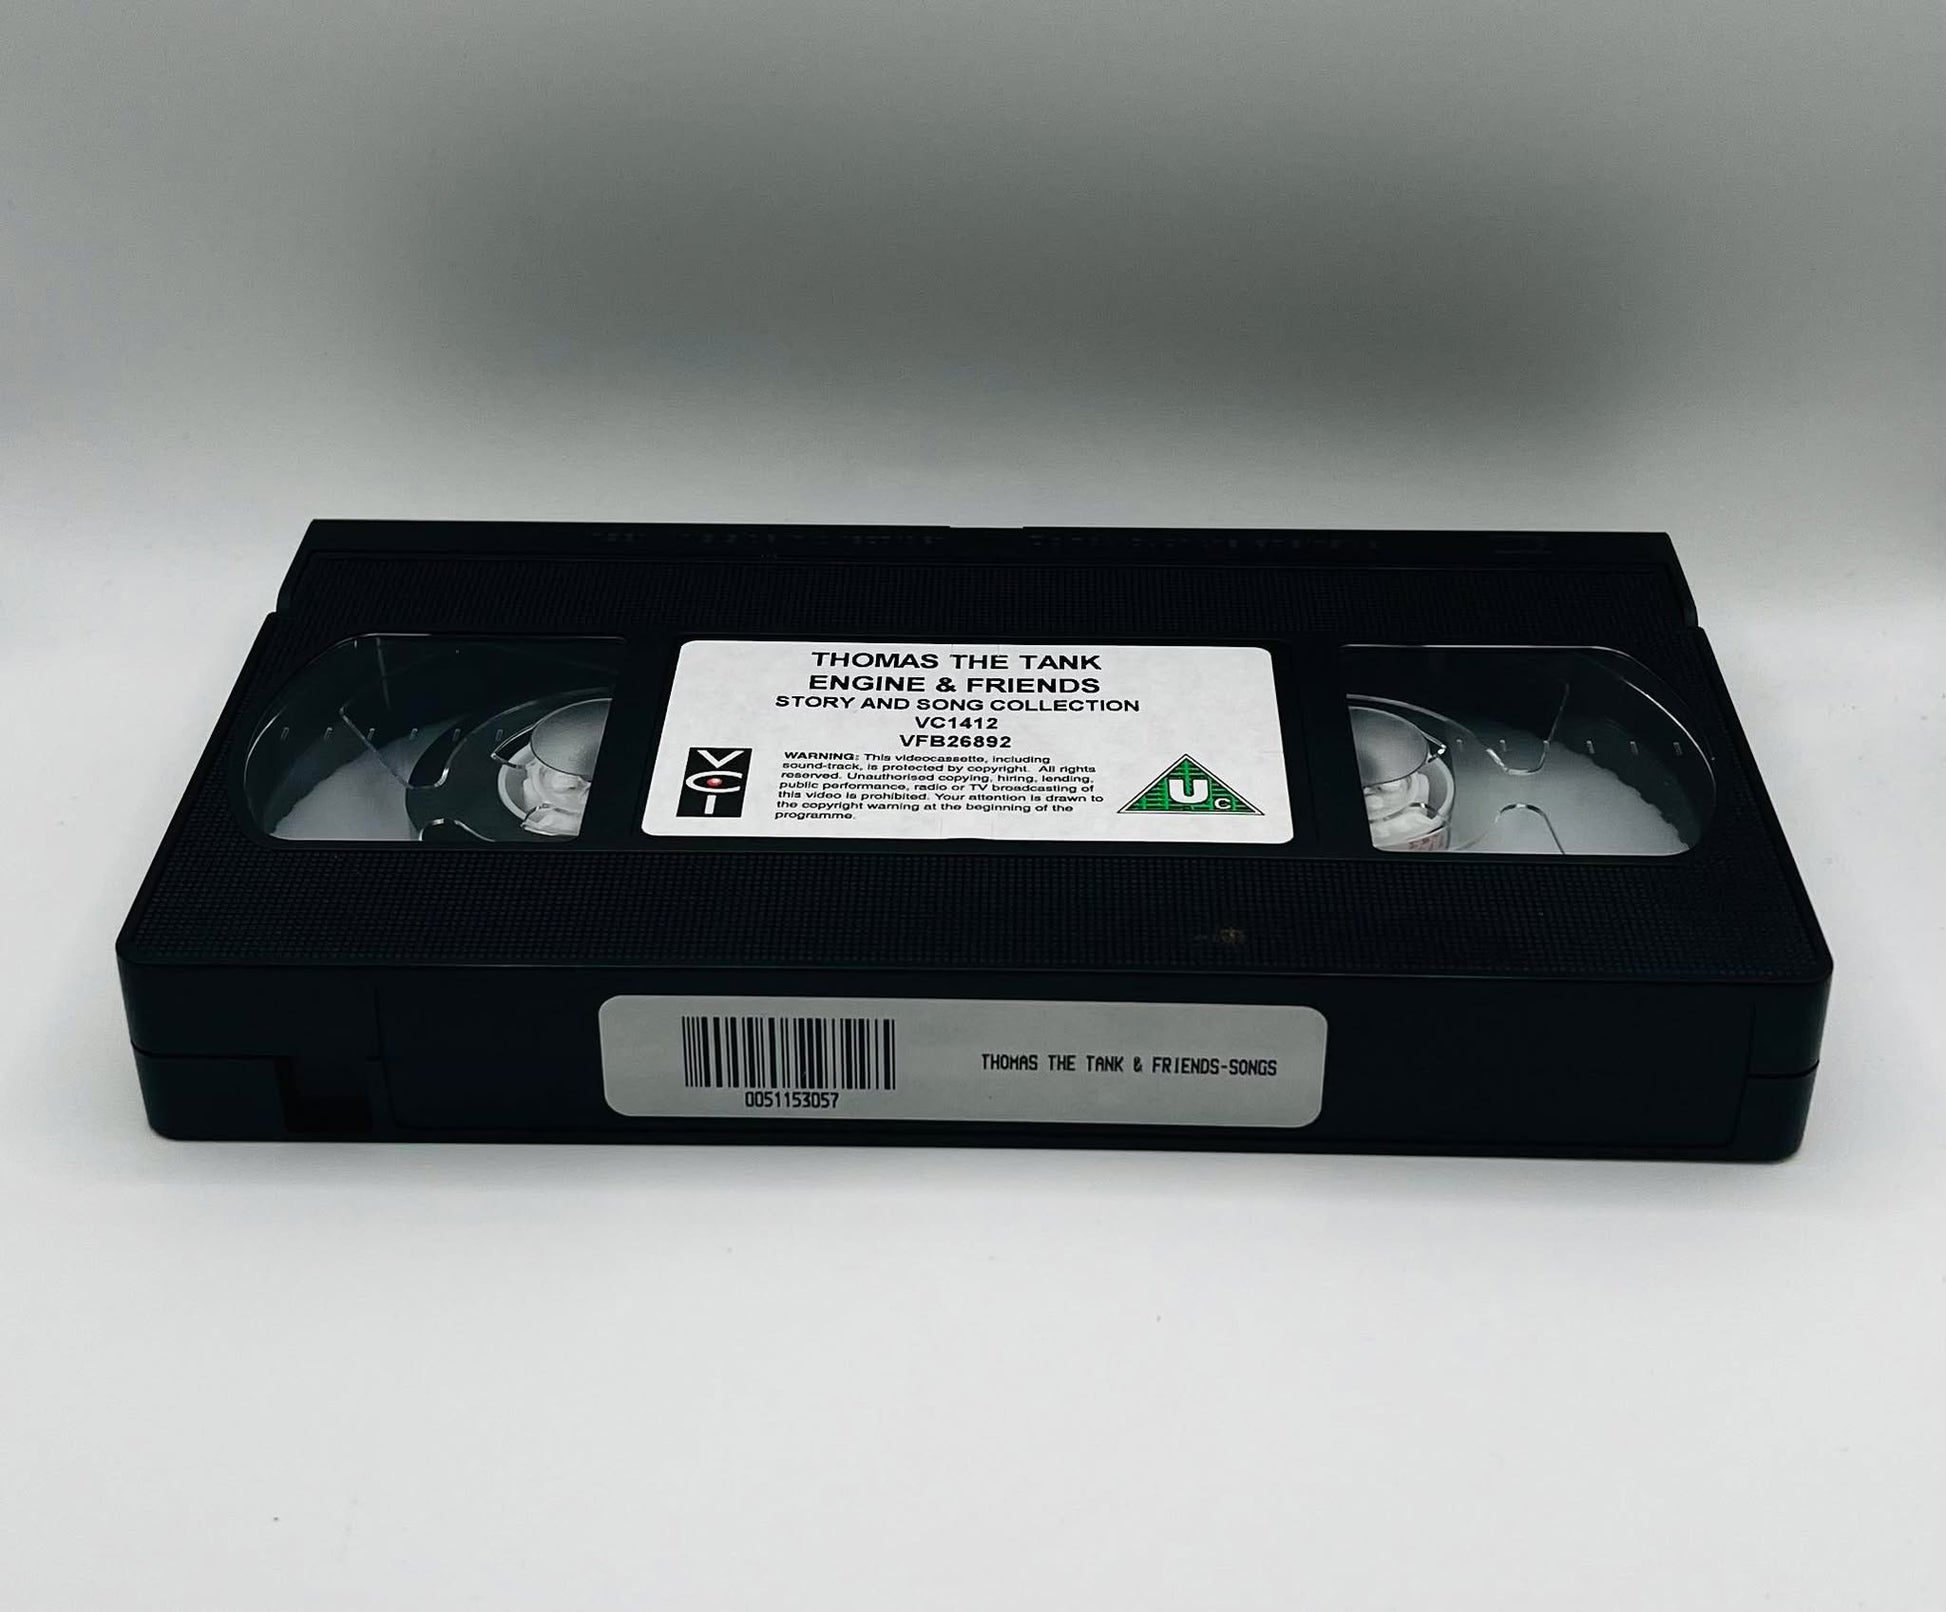 THOMAS THE TANK
ENGINE & FRIENDS
STORY AND SONG COLLECTION
VC1412
VFB26892
VCI
WARNING: This videocassette, including
sound-track, is protected by copyright. All rights
reserved. Unauthorised copying, hiring, lending,
public performance, radio or TV broadcasting of
this video is prohibited. Your attention is drawn to
the copyright warning at the beginning of the
programme.
Uc
0051153057
THOMAS THE TANK & FRIENDS-SONGS